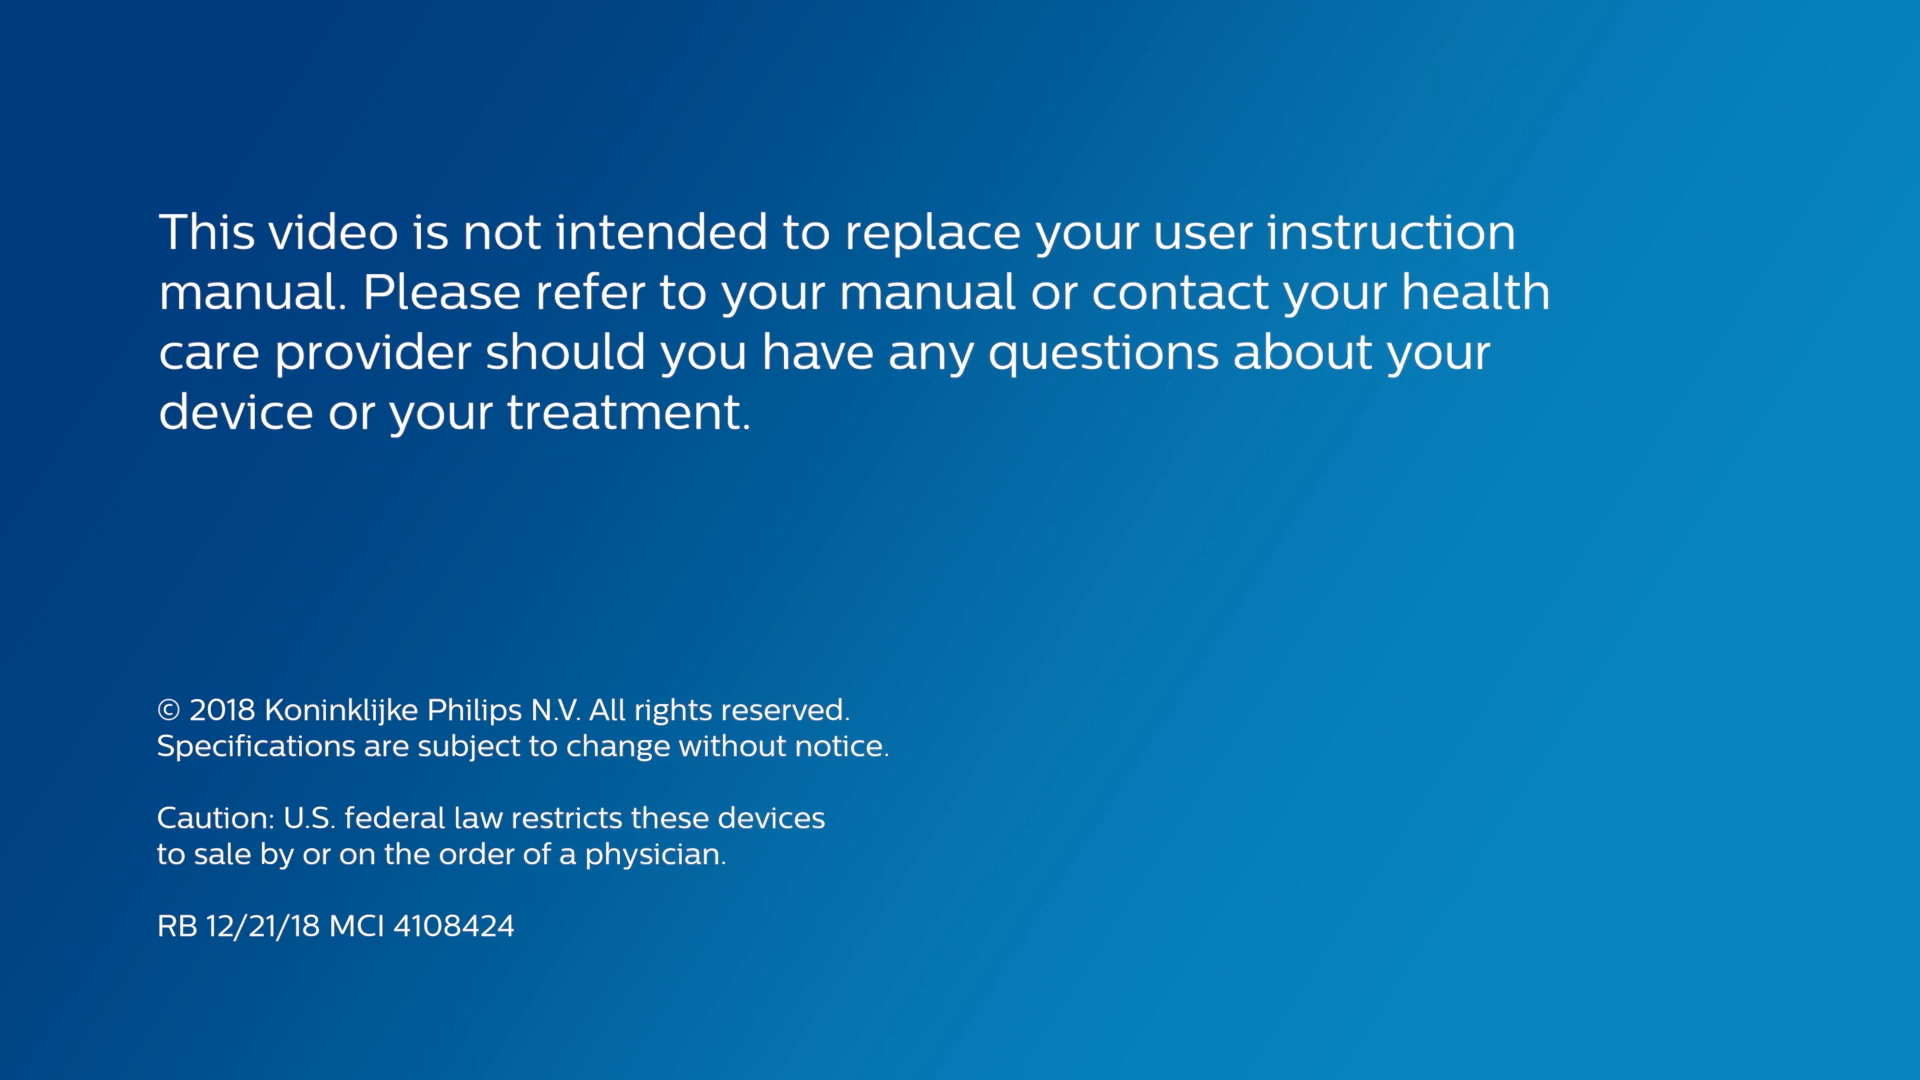 This video is not intended to replace your user instruction
manual. Please refer to your manual or contact your health
care provider should you have any questions about your
device or your treatment.
© 2018 Koninklijke Philips N.V. All rights reserved.
Specifications are subject to change without notice.
Caution: U.S. federal law restricts these devices
to sale by or on the order of a physician.
RB 12/21/18 MCI 4108424